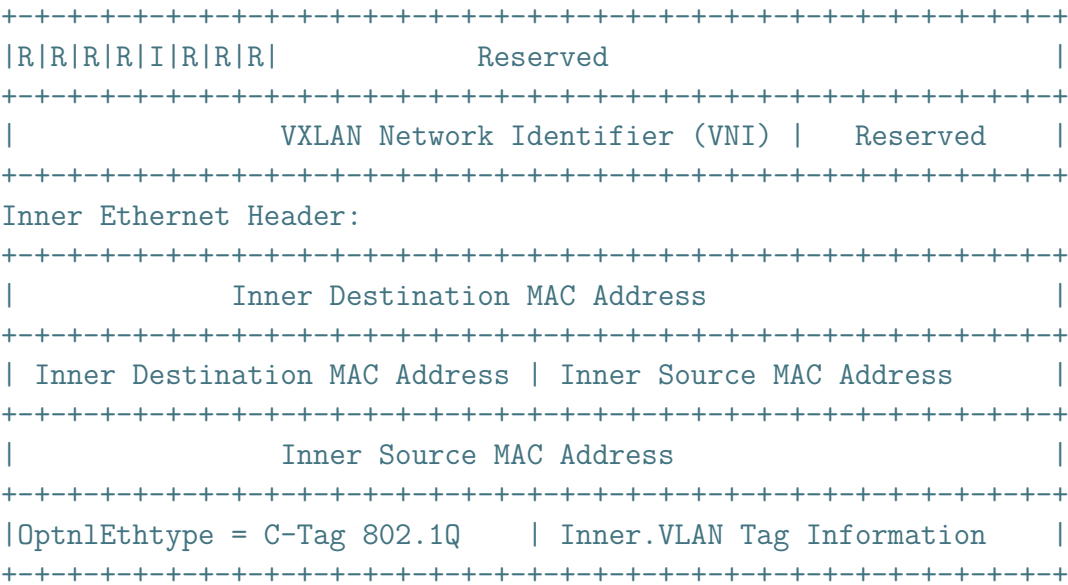 +-+-+-+-+-+-+-+-+-+-+-+-+-+-+-+-+-+-+-+-+-+-+-+-+-+-+-+-+-+-+-+-+
|R|R|R|R|I|R|R|R|            Reserved                           |
+-+-+-+-+-+-+-+-+-+-+-+-+-+-+-+-+-+-+-+-+-+-+-+-+-+-+-+-+-+-+-+-+
|                VXLAN Network Identifier (VNI) |   Reserved    |
+-+-+-+-+-+-+-+-+-+-+-+-+-+-+-+-+-+-+-+-+-+-+-+-+-+-+-+-+-+-+-+-+
Inner Ethernet Header:
+-+-+-+-+-+-+-+-+-+-+-+-+-+-+-+-+-+-+-+-+-+-+-+-+-+-+-+-+-+-+-+-+
|             Inner Destination MAC Address                     |
+-+-+-+-+-+-+-+-+-+-+-+-+-+-+-+-+-+-+-+-+-+-+-+-+-+-+-+-+-+-+-+-+
| Inner Destination MAC Address | Inner Source MAC Address      |
+-+-+-+-+-+-+-+-+-+-+-+-+-+-+-+-+-+-+-+-+-+-+-+-+-+-+-+-+-+-+-+-+
|                Inner Source MAC Address                       |
+-+-+-+-+-+-+-+-+-+-+-+-+-+-+-+-+-+-+-+-+-+-+-+-+-+-+-+-+-+-+-+-+
|OptnlEthtype = C-Tag 802.1Q    | Inner.VLAN Tag Information    |
+-+-+-+-+-+-+-+-+-+-+-+-+-+-+-+-+-+-+-+-+-+-+-+-+-+-+-+-+-+-+-+-+